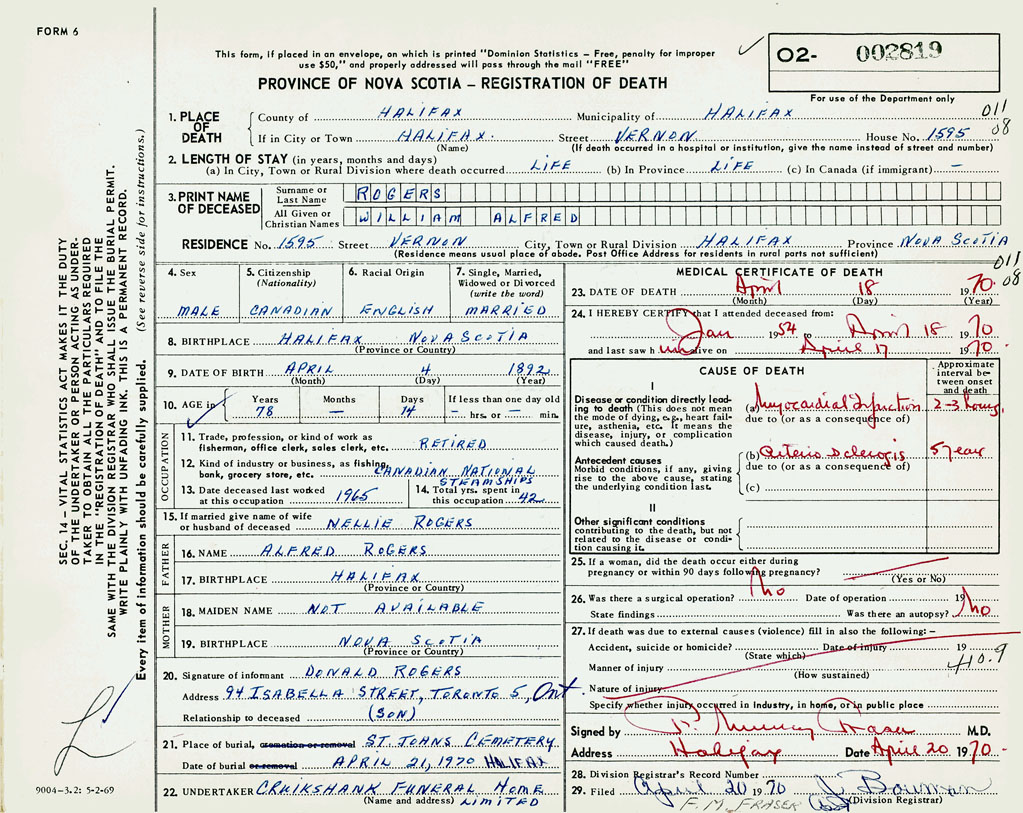 FORM 6
This form, if placed in an envelope, on which is printed "Dominion Statistics – Free, penalty for improper
use $50," and properly addressed will pass through the mail "FREE"
PROVINCE OF NOVA SCOTIA – REGISTRATION OF DEATH
O2- 002819
For use of the Department only
011
08
1. PLACE OF DEATH
County of HALIFAX Municipality of HALIFAX
If in City or Town HALIFAX. Street VERNON House No. 1595
(Name) (If death occurred in a hospital or institution, give the name instead of street and number)
2. LENGTH OF STAY (in years, months and days)
(a) In City, Town or Rural Division where death occurred LIFE (b) In Province LIFE (c) In Canada (if immigrant) –
3. PRINT NAME OF DECEASED
Surname or Last Name ROGERS
All Given or Christian Names WILLIAM ALFRED
RESIDENCE No. 1595 Street VERNON City, Town or Rural Division HALIFAX Province NOVA SCOTIA
(Residence means usual place of abode. Post Office Address for residents in rural parts not sufficient)
011
08
4. Sex
MALE
5. Citizenship
(Nationality)
CANADIAN
6. Racial Origin
ENGLISH
7. Single, Married,
Widowed or Divorced
(write the word)
MARRIED
8. BIRTHPLACE HALIFAX NOVA SCOTIA
(Province or Country)
9. DATE OF BIRTH APRIL 4 1892
(Month) (Day) (Year)
10. AGE in
Years Months Days If less than one day old
78 – 14 – hrs. or – min.
OCCUPATION
11. Trade, profession, or kind of work as
fisherman, office clerk, sales clerk, etc. RETIRED
12. Kind of industry or business, as fishing,
bank, grocery store, etc. CANADIAN NATIONAL
STEAMSHIPS
13. Date deceased last worked
at this occupation 1965
14. Total yrs. spent in
this occupation 42
15. If married give name of wife
or husband of deceased NELLIE ROGERS
FATHER
16. NAME ALFRED ROGERS
17. BIRTHPLACE HALIFAX
(Province or Country)
MOTHER
18. MAIDEN NAME NOT AVAILABLE
19. BIRTHPLACE NOVA SCOTIA
(Province or Country)
20. Signature of informant DONALD ROGERS
Address 94 ISABELLA STREET, TORONTO 5, Ont
Relationship to deceased (SON)
21. Place of burial, cremation or removal ST. JOHNS CEMETERY
Date of burial or removal APRIL 21, 1970 HALIFAX
22. UNDERTAKER CRUIKSHANK FUNERAL HOME
(Name and address) LIMITED
MEDICAL CERTIFICATE OF DEATH
23. DATE OF DEATH April 18 1970
(Month) (Day) (Year)
24. I HEREBY CERTIFY that I attended deceased from:
Jan 1954 to April 18 1970
and last saw h im alive on April 17 1970
CAUSE OF DEATH
Approximate
interval be-
tween onset
and death
I
Disease or condition directly lead-
ing to death (This does not mean
the mode of dying, e.g., heart fail-
ure, asthenia, etc. It means the
disease, injury, or complication
which caused death.)
(a) Myocardial Infarction 2-3 hours
due to (or as a consequence of)
Antecedent causes
Morbid conditions, if any, giving
rise to the above cause, stating
the underlying condition last.
(b) Arterio Sclerosis 5 years
due to (or as a consequence of)
(c)
II
Other significant conditions
contributing to the death, but not
related to the disease or condi-
tion causing it.
25. If a woman, did the death occur either during
pregnancy or within 90 days following pregnancy?
(Yes or No)
26. Was there a surgical operation? No Date of operation 19
State findings Was there an autopsy? No
27. If death was due to external causes (violence) fill in also the following: –
Accident, suicide or homicide? Date of injury 19
(State which)
410.9
Manner of injury
(How sustained)
Nature of injury
Specify whether injury occurred in Industry, in home, or in public place
Signed by P. Murray Fraser M.D.
Address Halifax Date April 20 1970
28. Division Registrar's Record Number
29. Filed April 20 1970 J Bowman
F. M. FRASER (Division Registrar)
SEC. 14 – VITAL STATISTICS ACT MAKES IT THE DUTY
OF THE UNDERTAKER OR PERSON ACTING AS UNDER-
TAKER TO OBTAIN ALL THE PARTICULARS REQUIRED
IN THE "REGISTRATION OF DEATH" AND TO FILE THE
SAME WITH THE DIVISION REGISTRAR WHO SHALL ISSUE THE BURIAL PERMIT.
WRITE PLAINLY WITH UNFADING INK. THIS IS A PERMANENT RECORD.
Every item of information should be carefully supplied. (See reverse side for instructions.)
9004-3.2: 5-2-69